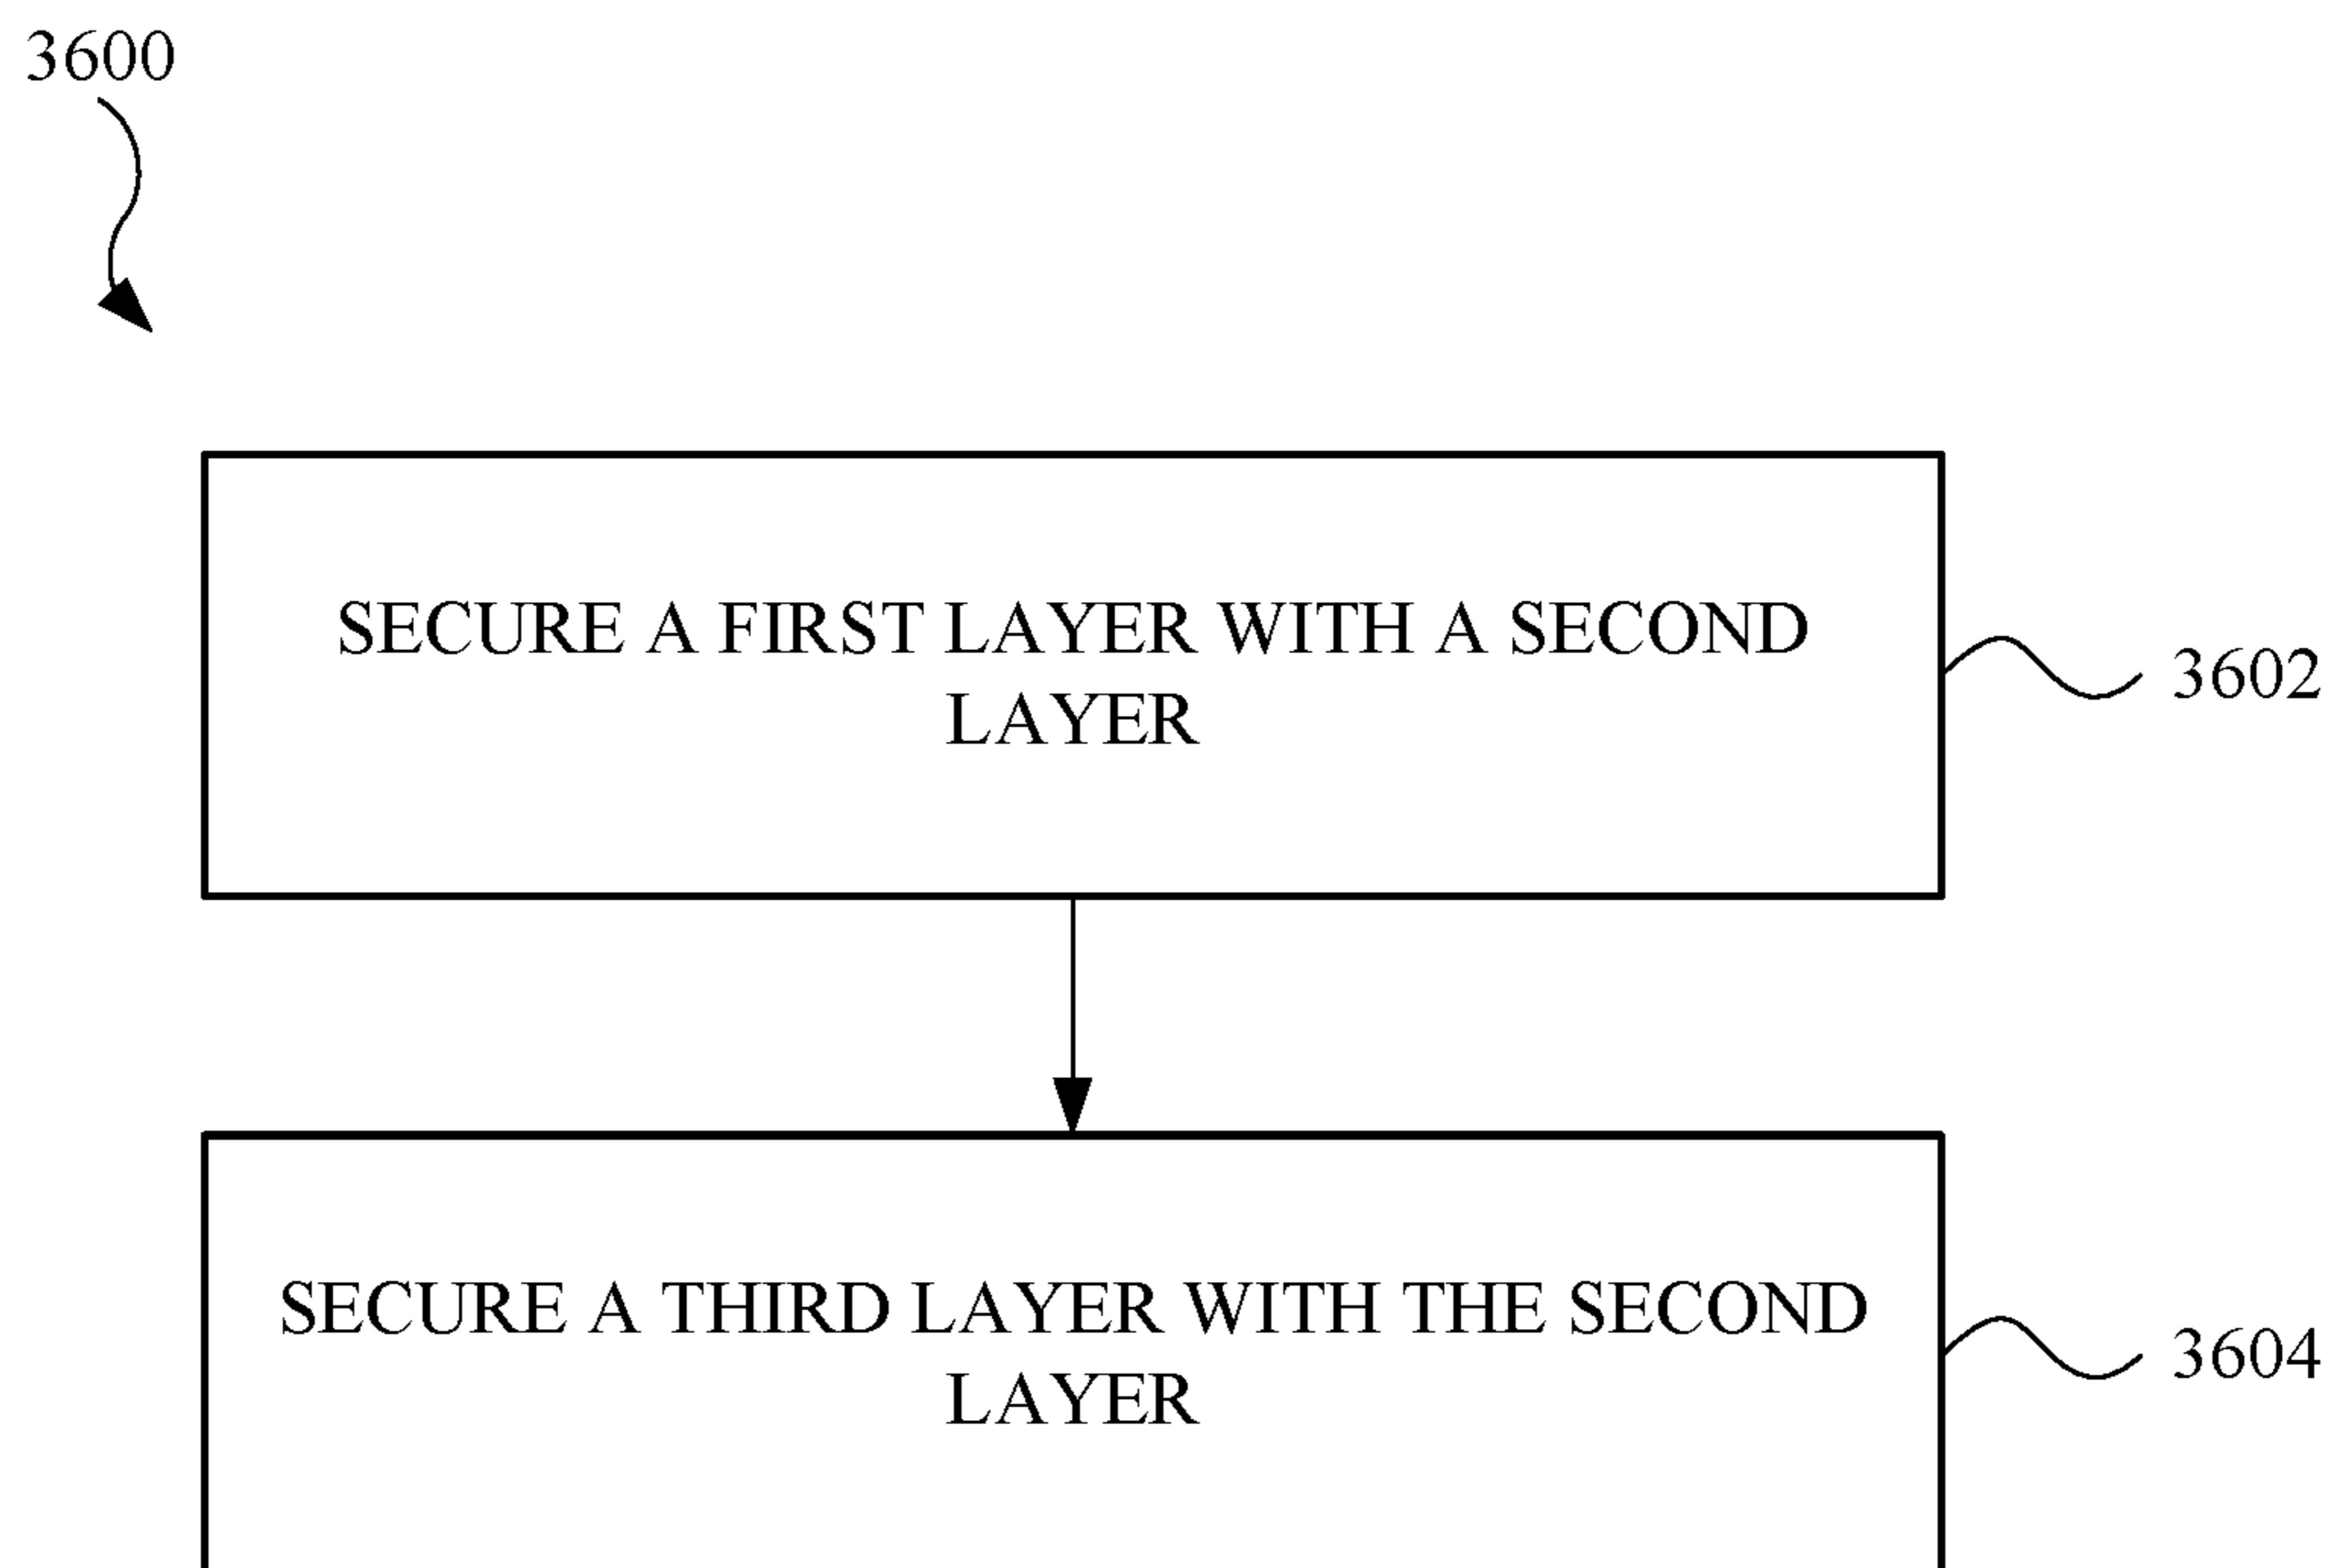 3600
SECURE A FIRST LAYER WITH A SECOND
LAYER
3602
SECURE A THIRD LAYER WITH THE SECOND
LAYER
3604